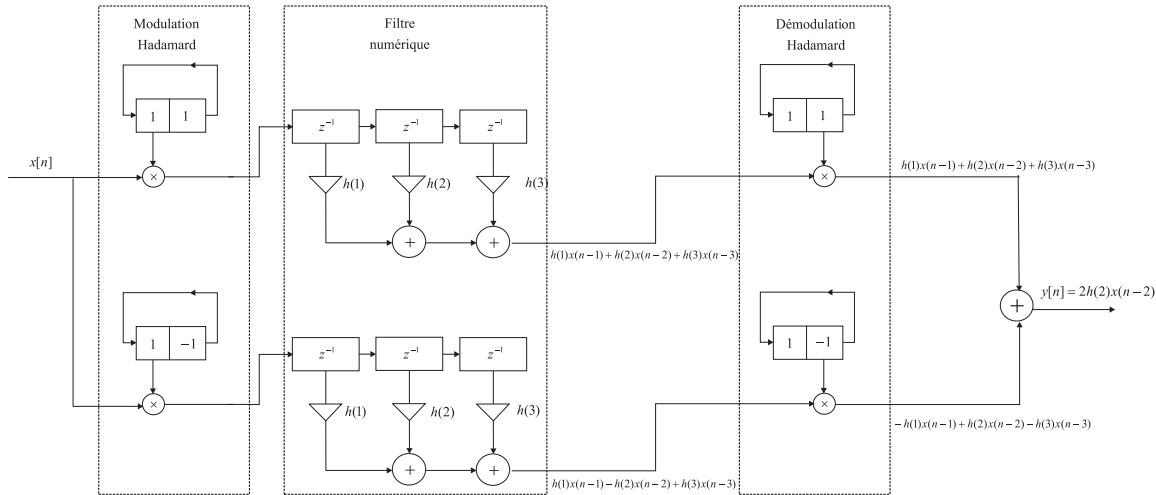 Modulation
Hadamard
Filtre
numérique
Démodulation
Hadamard
1 1
z⁻¹ z⁻¹ z⁻¹
1 1
x[n]
×
h(1) h(2) h(3)
×
h(1)x(n−1)+h(2)x(n−2)+h(3)x(n−3)
+ +
h(1)x(n−1)+h(2)x(n−2)+h(3)x(n−3)
+
y[n] = 2h(2)x(n−2)
1 −1
z⁻¹ z⁻¹ z⁻¹
1 −1
×
h(1) h(2) h(3)
×
−h(1)x(n−1)+h(2)x(n−2)−h(3)x(n−3)
+ +
h(1)x(n−1)−h(2)x(n−2)+h(3)x(n−3)